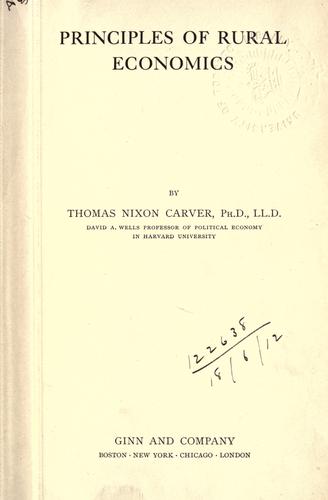 PRINCIPLES OF RURAL
ECONOMICS
BY
THOMAS NIXON CARVER, PH.D., LL.D.
DAVID A. WELLS PROFESSOR OF POLITICAL ECONOMY
IN HARVARD UNIVERSITY
122638
18/6/12
GINN AND COMPANY
BOSTON · NEW YORK · CHICAGO · LONDON